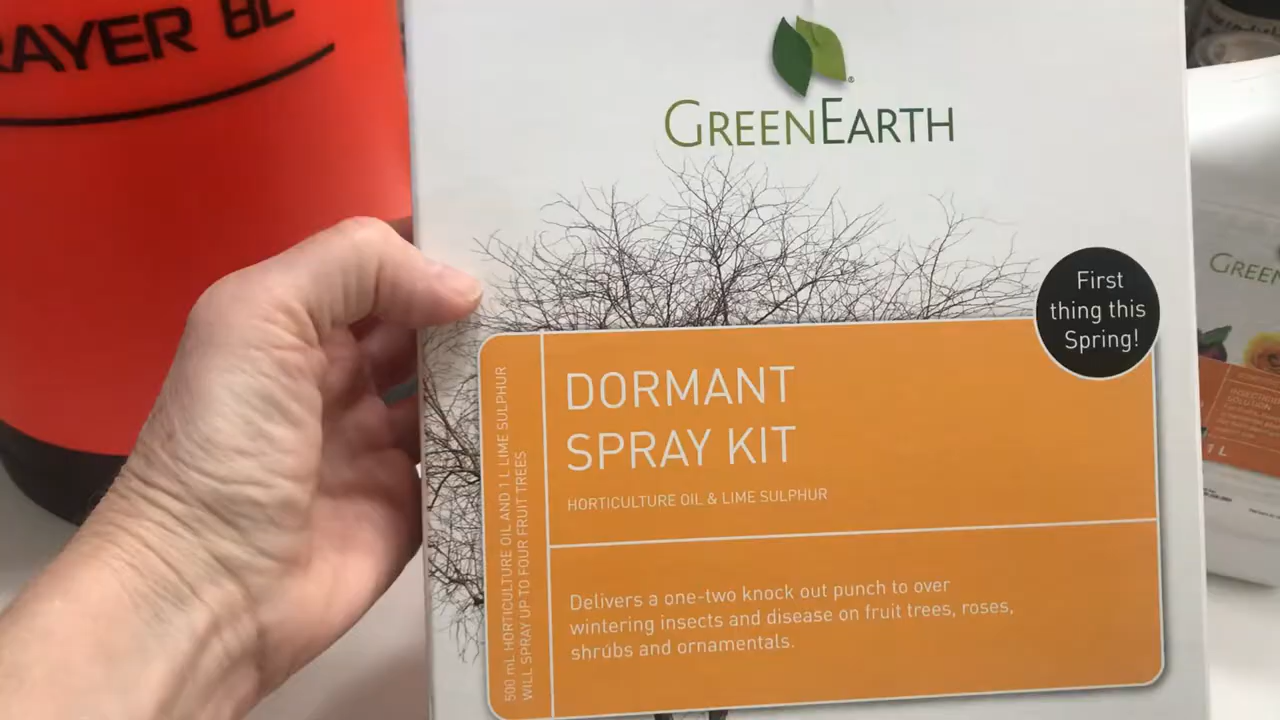 RAYER 8L
GREENEARTH
First
thing this
Spring!
DORMANT
SPRAY KIT
HORTICULTURE OIL & LIME SULPHUR
500 mL HORTICULTURE OIL AND 1 L LIME SULPHUR
WILL SPRAY UP TO FOUR FRUIT TREES
Delivers a one-two knock out punch to over
wintering insects and disease on fruit trees, roses,
shrubs and ornamentals.
GREEN
SOLUTION
1 L